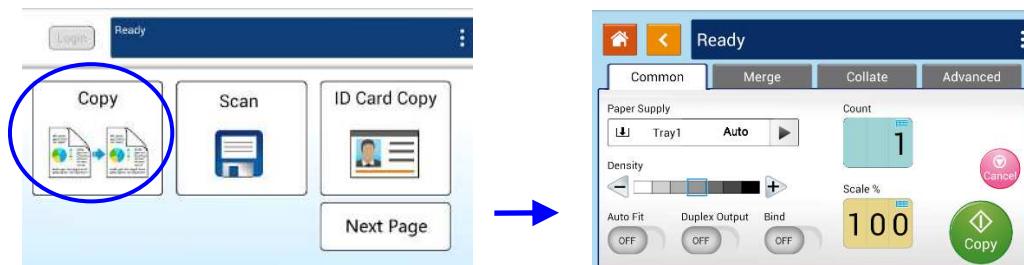 Login
Ready
Copy
Scan
ID Card Copy
Next Page
Ready
Common
Merge
Collate
Advanced
Paper Supply
Tray1 Auto
Density
Auto Fit
Duplex Output
Bind
OFF
OFF
OFF
Count
1
Scale %
100
Cancel
Copy